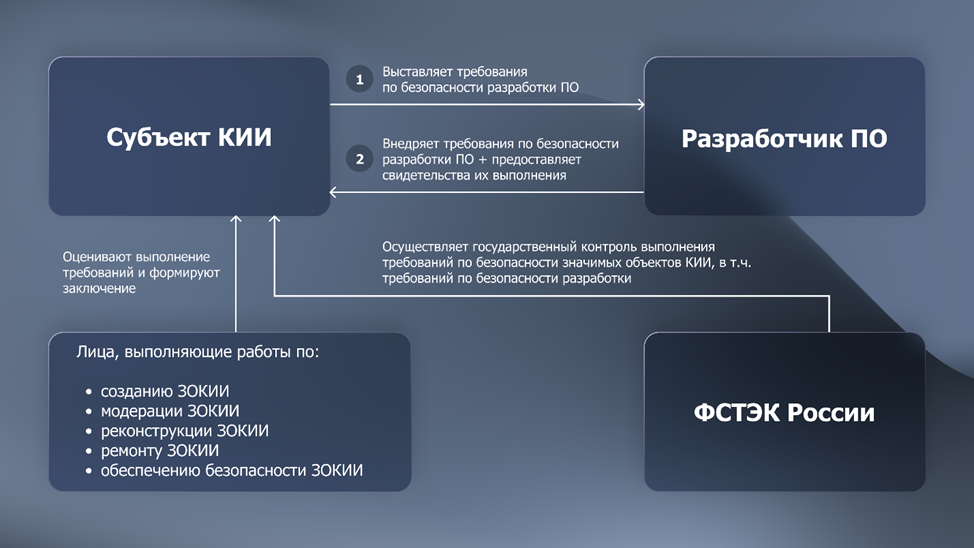 Субъект КИИ
1
Выставляет требования
по безопасности разработки ПО
2
Внедряет требования по безопасности
разработки ПО + предоставляет
свидетельства их выполнения
Разработчик ПО
Оценивают выполнение
требований и формируют
заключение
Осуществляет государственный контроль выполнения
требований по безопасности значимых объектов КИИ, в т.ч.
требований по безопасности разработки
Лица, выполняющие работы по:
• созданию ЗОКИИ
• модерации ЗОКИИ
• реконструкции ЗОКИИ
• ремонту ЗОКИИ
• обеспечению безопасности ЗОКИИ
ФСТЭК России